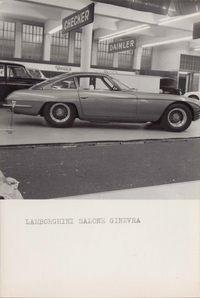 CHECKER
DAIMLER
LAMBORGHINI SALONE GINEVRA